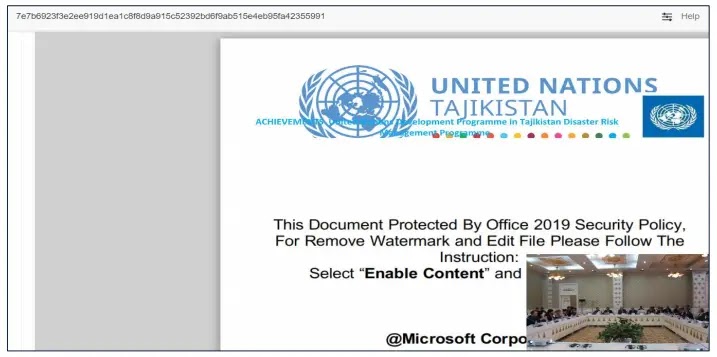 7e7b6923f3e2ee919d1ea1c8f8d9a915c52392bd6f9ab515e4eb95fa42355991
Help
UNITED NATIONS
TAJIKISTAN
ACHIEVEMENTS United Nations Development Programme in Tajikistan Disaster Risk
Management Programme
This Document Protected By Office 2019 Security Policy,
For Remove Watermark and Edit File Please Follow The
Instruction:
Select “Enable Content” and
@Microsoft Corpo